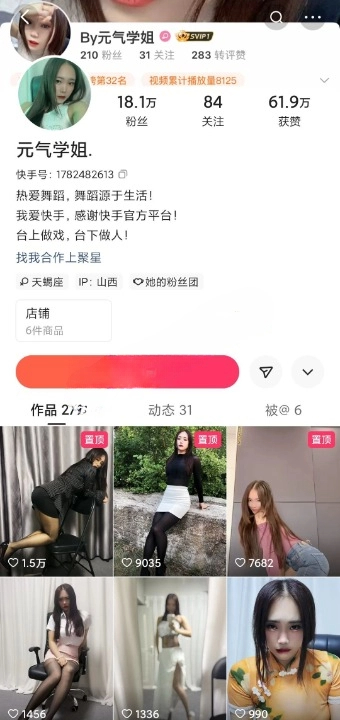 By元气学姐 SVIP1
210 粉丝 31 关注 283 转评赞
榜第32名 视频累计播放量8125
18.1万 84 61.9万
粉丝 关注 获赞
元气学姐.
快手号: 1782482613
热爱舞蹈,舞蹈源于生活!
我爱快手,感谢快手官方平台!
台上做戏,台下做人!
找我合作上聚星
天蝎座 IP: 山西 她的粉丝团
店铺
6件商品
作品 动态 31 被@ 6
置顶 置顶 置顶
1.5万 9035 7682
1456 1336 990